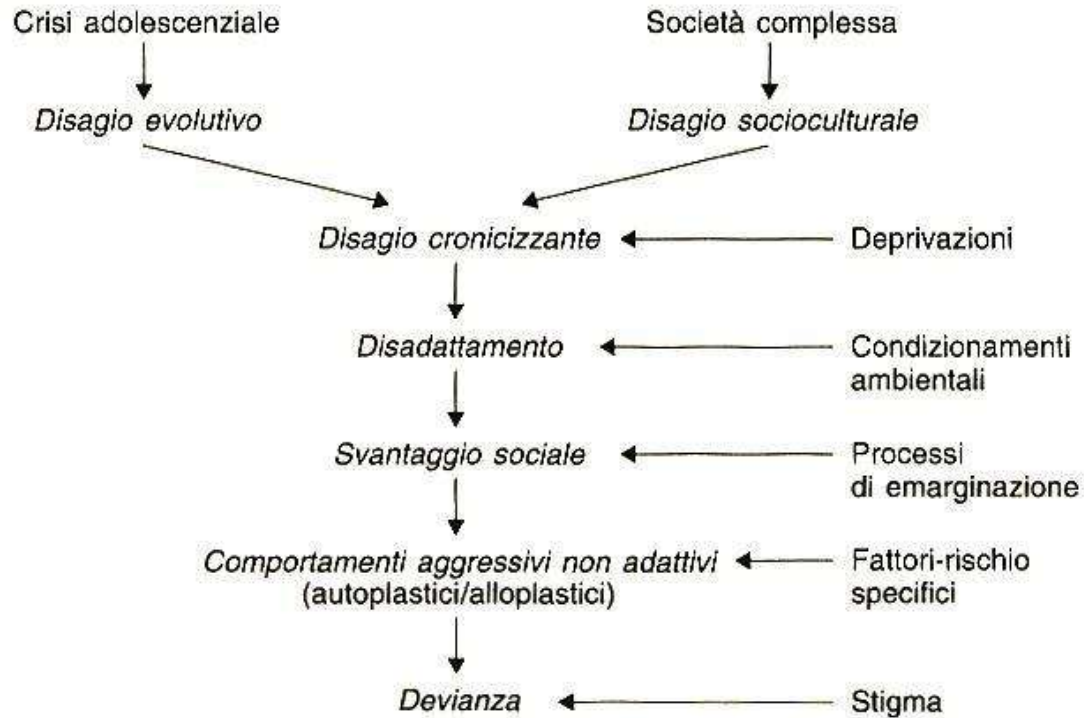 Crisi adolescenziale
Società complessa
Disagio evolutivo
Disagio socioculturale
Disagio cronicizzante
Deprivazioni
Disadattamento
Condizionamenti
ambientali
Svantaggio sociale
Processi
di emarginazione
Comportamenti aggressivi non adattivi
(autoplastici/alloplastici)
Fattori-rischio
specifici
Devianza
Stigma